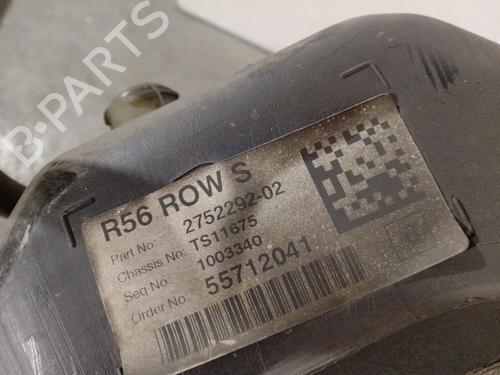 B-PARTS
R56 ROW S
Part No: 2752292-02
Chassis No: TS11675
Seq No: 1003340
Order No: 55712041